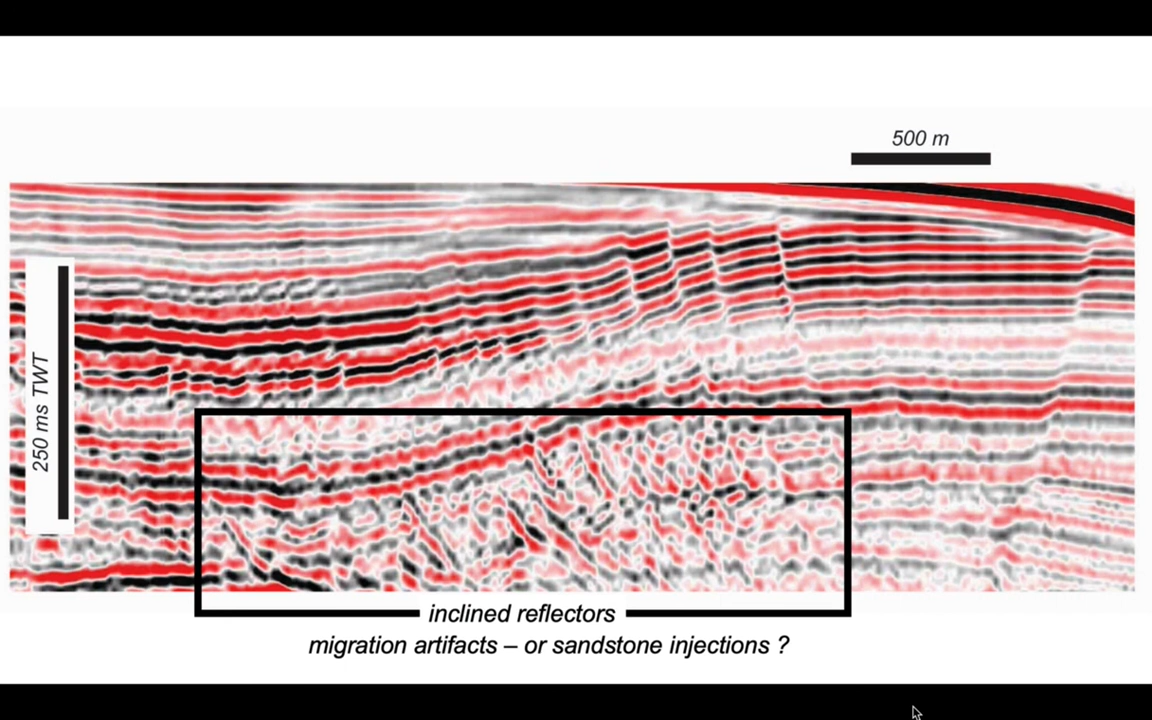 500 m
250 ms TWT
inclined reflectors
migration artifacts – or sandstone injections ?